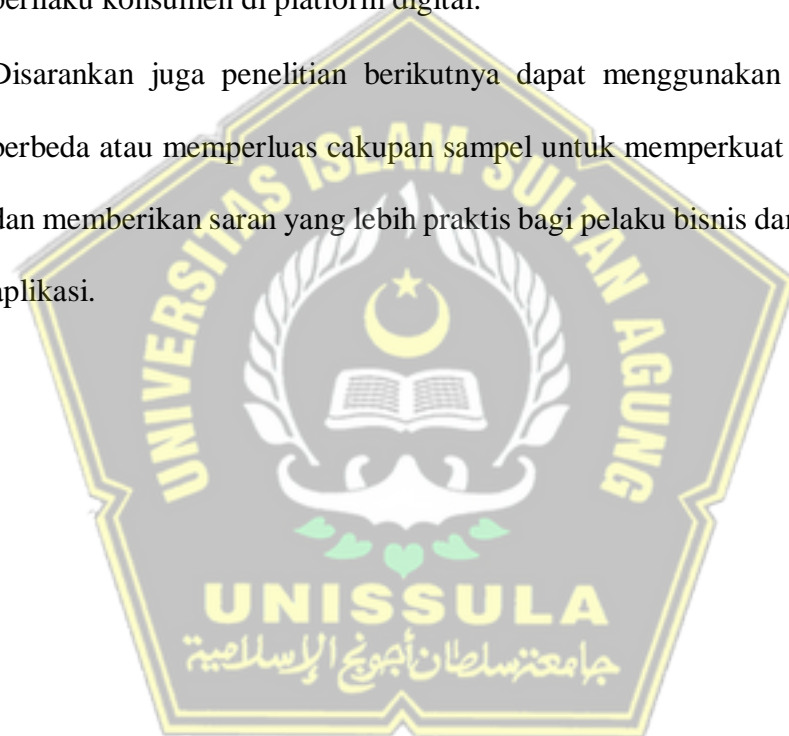 perilaku konsumen di platform digital.
Disarankan juga penelitian berikutnya dapat menggunakan
berbeda atau memperluas cakupan sampel untuk memperkuat
dan memberikan saran yang lebih praktis bagi pelaku bisnis dan
aplikasi.
UNIVERSITAS ISLAM SULTAN AGUNG
UNISSULA
جامعة سلطان أجونج الإسلامية